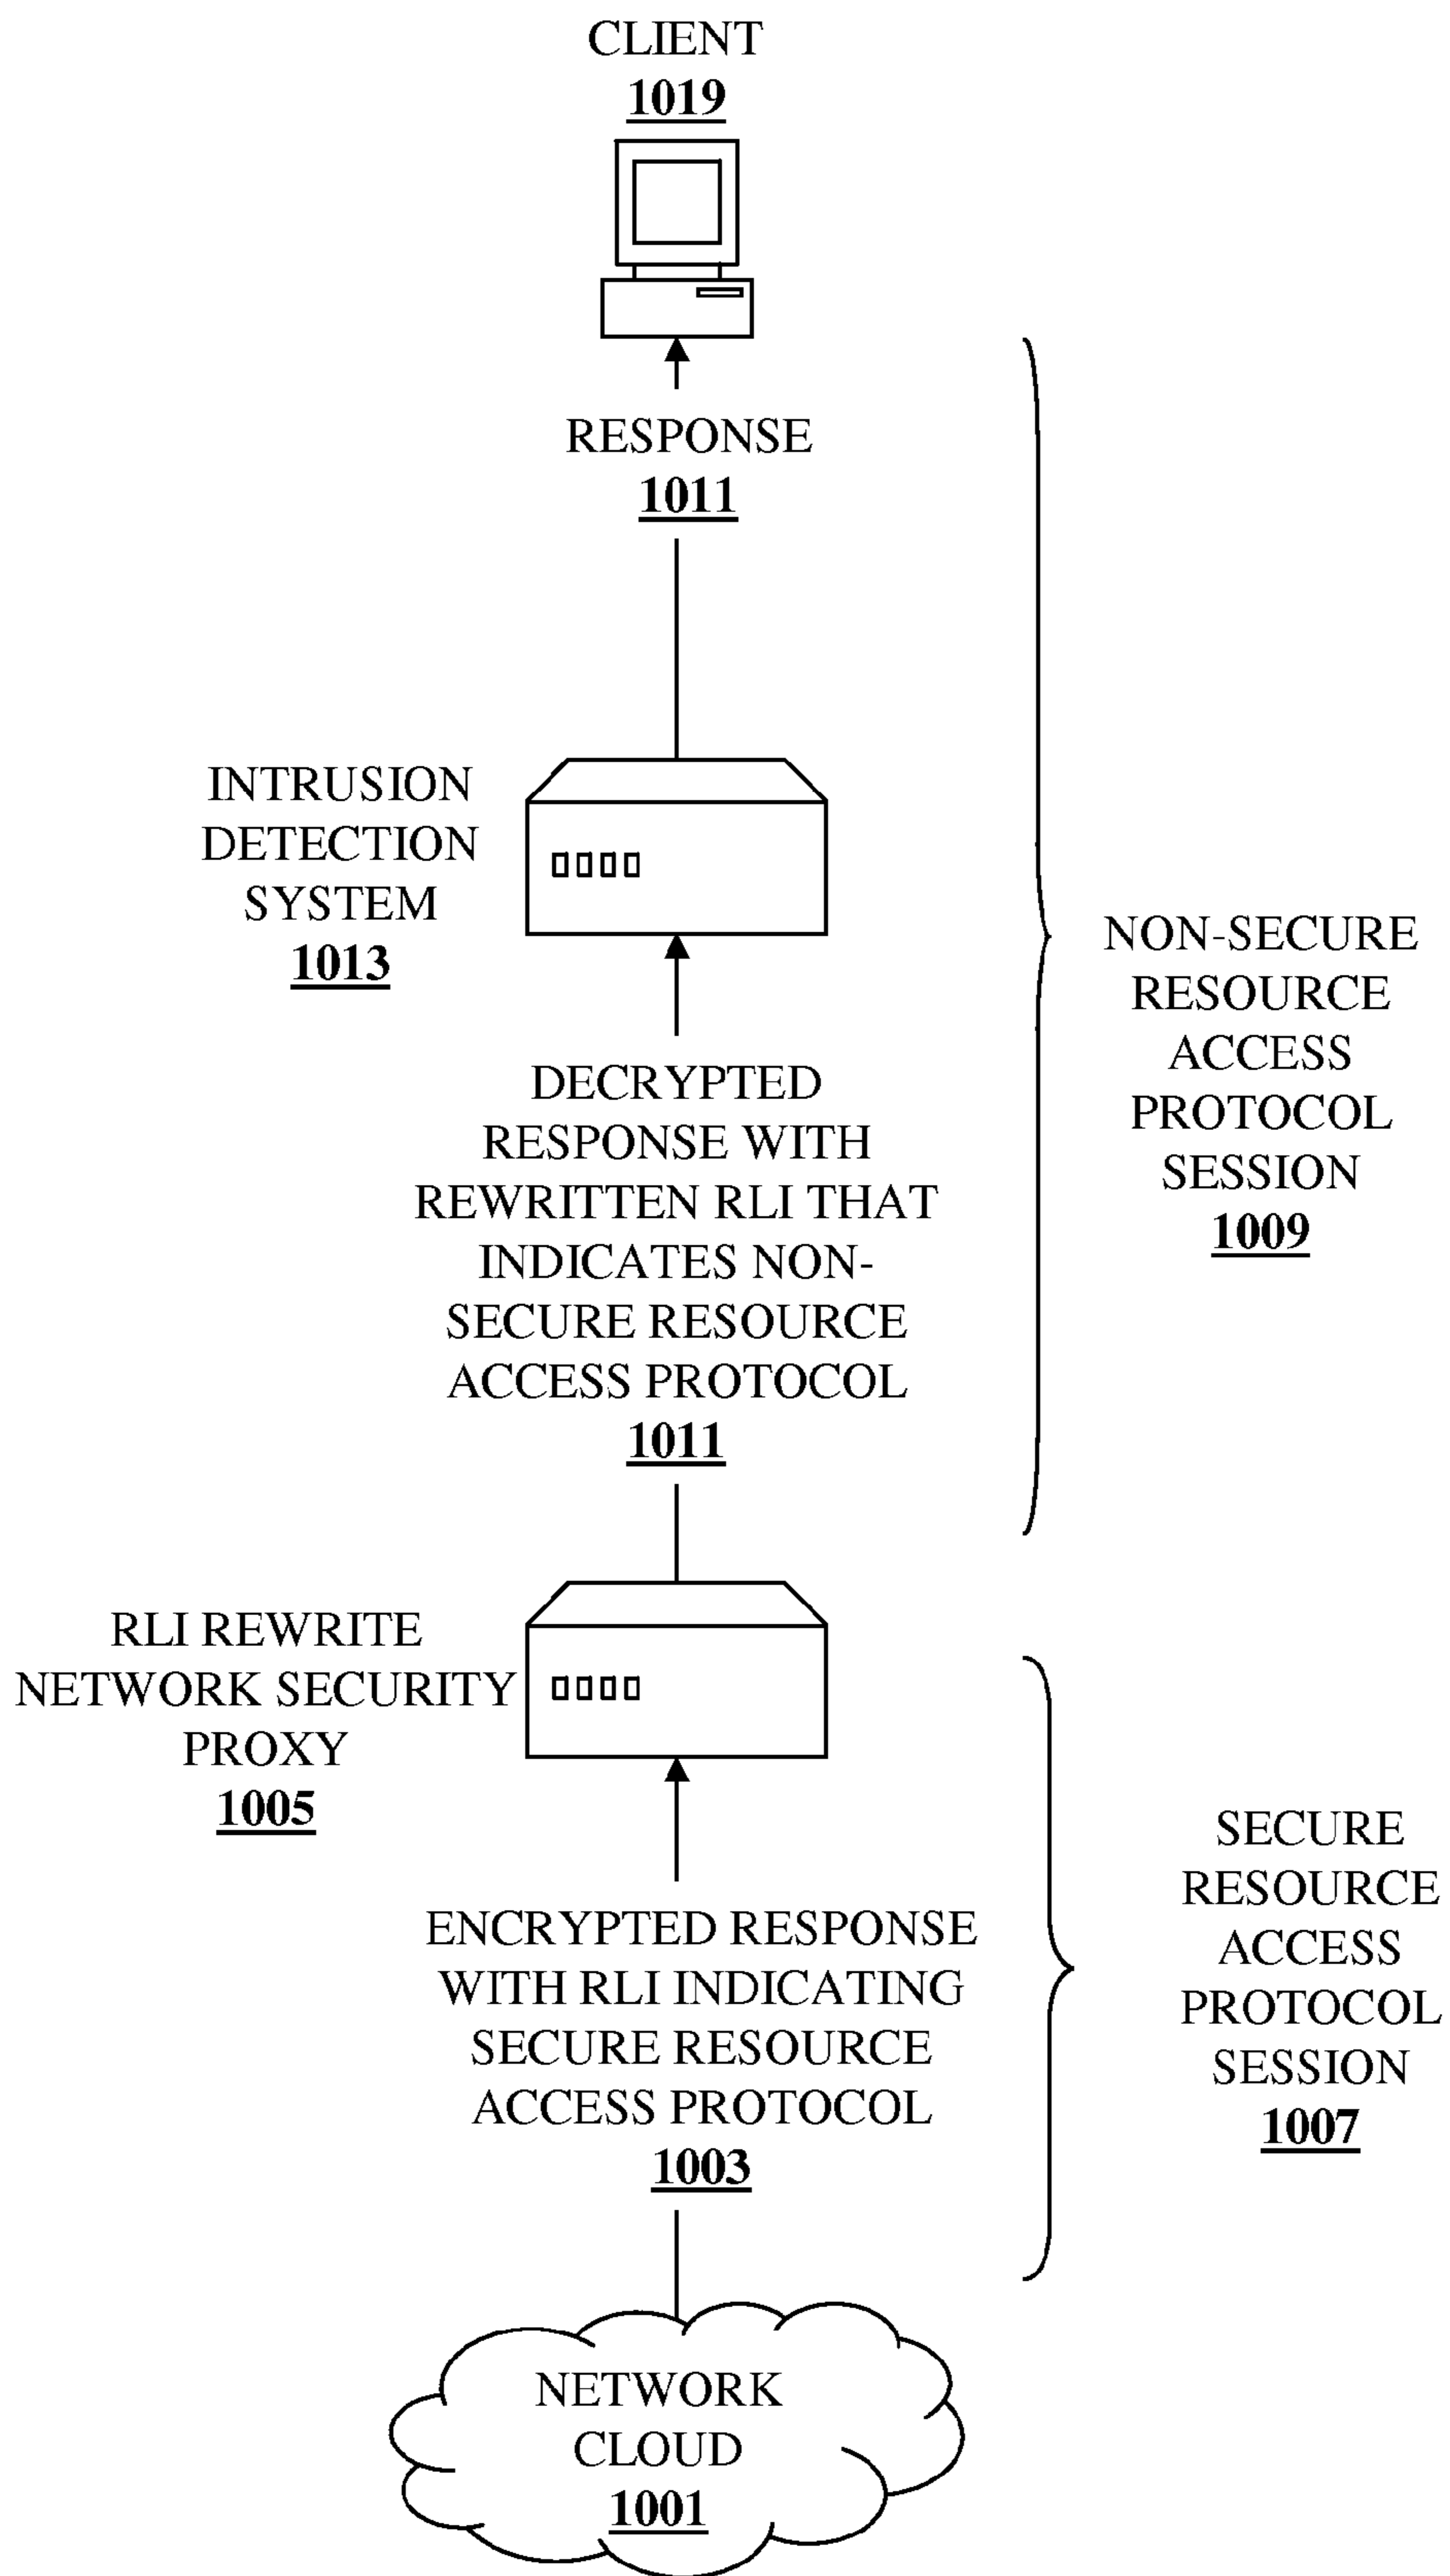 CLIENT
1019
RESPONSE
1011
INTRUSION
DETECTION
SYSTEM
1013
NON-SECURE
RESOURCE
ACCESS
PROTOCOL
SESSION
1009
DECRYPTED
RESPONSE WITH
REWRITTEN RLI THAT
INDICATES NON-
SECURE RESOURCE
ACCESS PROTOCOL
1011
RLI REWRITE
NETWORK SECURITY
PROXY
1005
SECURE
RESOURCE
ACCESS
PROTOCOL
SESSION
1007
ENCRYPTED RESPONSE
WITH RLI INDICATING
SECURE RESOURCE
ACCESS PROTOCOL
1003
NETWORK
CLOUD
1001